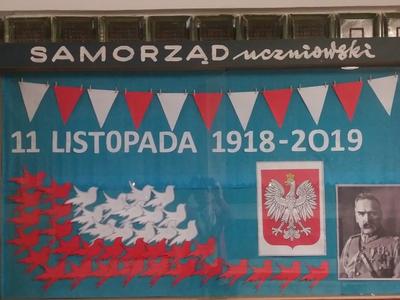 SAMORZĄD uczniowski
11 LISTOPADA 1918-2019